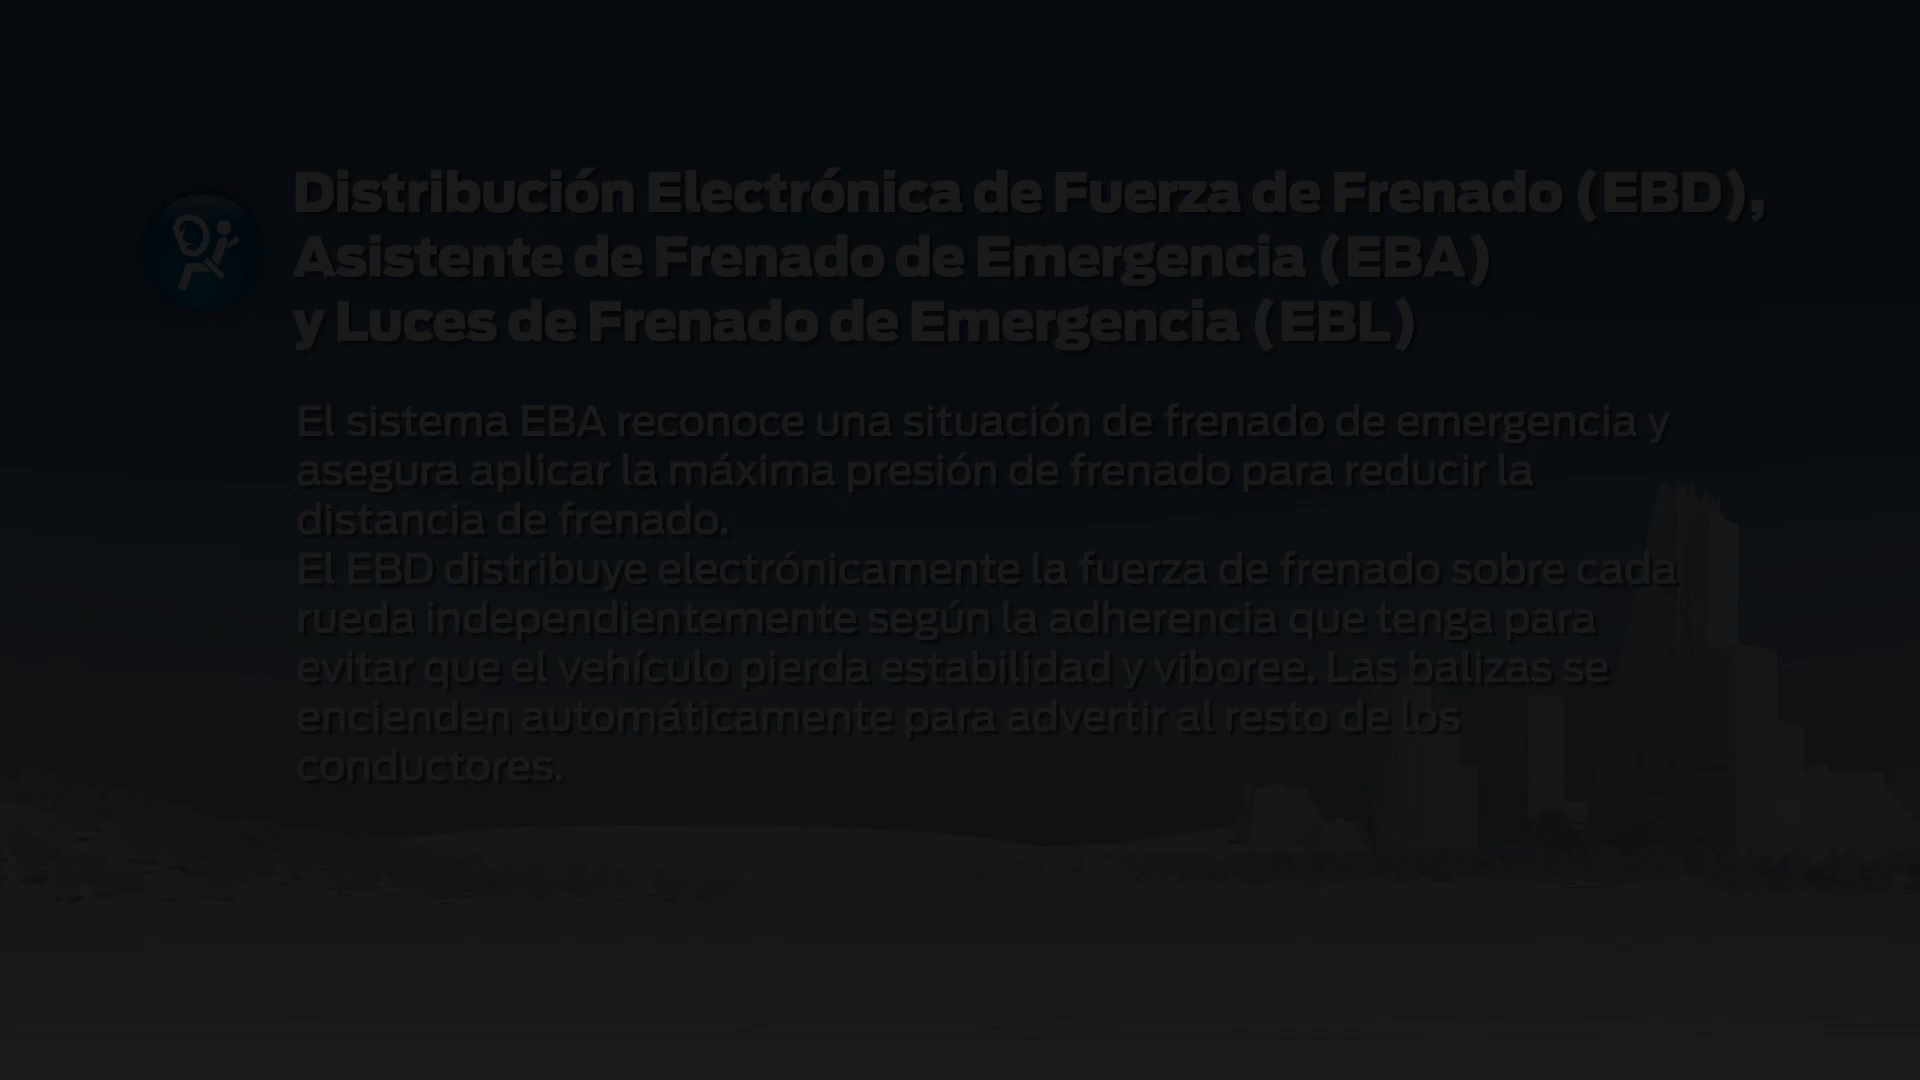 Distribución Electrónica de Fuerza de Frenado (EBD),
Asistente de Frenado de Emergencia (EBA)
y Luces de Frenado de Emergencia (EBL)
El sistema EBA reconoce una situación de frenado de emergencia y
asegura aplicar la máxima presión de frenado para reducir la
distancia de frenado.
El EBD distribuye electrónicamente la fuerza de frenado sobre cada
rueda independientemente según la adherencia que tenga para
evitar que el vehículo pierda estabilidad y viboree. Las balizas se
encienden automáticamente para advertir al resto de los
conductores.